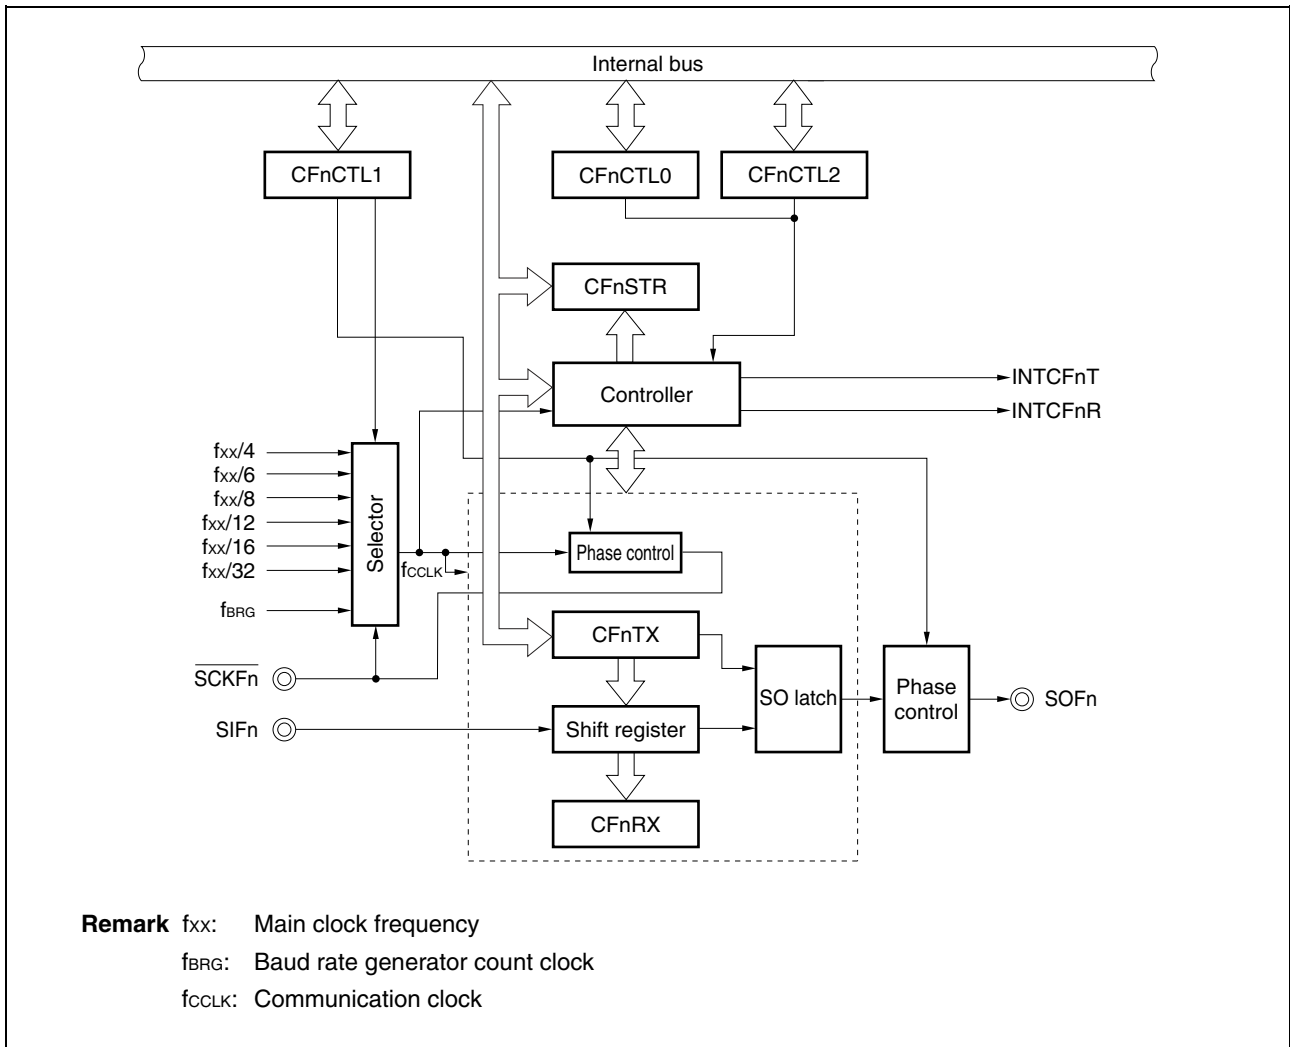 Internal bus
CFnCTL1
CFnCTL0
CFnCTL2
CFnSTR
Controller
INTCFnT
INTCFnR
fxx/4
fxx/6
fxx/8
fxx/12
fxx/16
fxx/32
fBRG
Selector
fCCLK
Phase control
SCKFn
SIFn
CFnTX
Shift register
CFnRX
SO latch
Phase
control
SOFn
Remark fxx: Main clock frequency
fBRG: Baud rate generator count clock
fCCLK: Communication clock